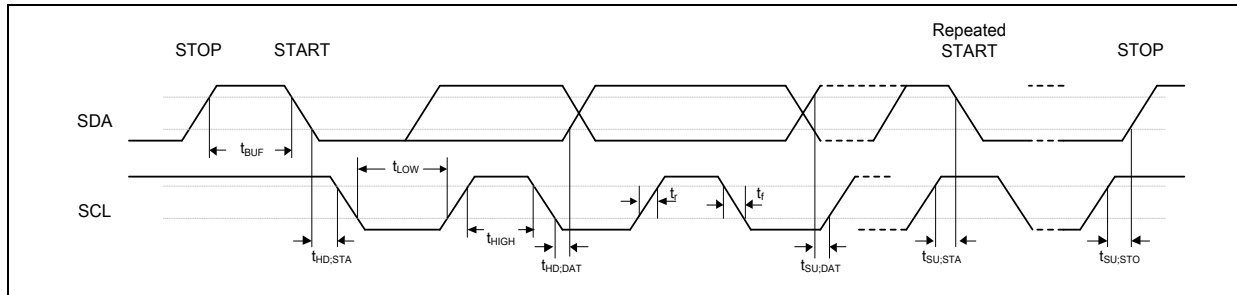 STOP START Repeated START STOP
SDA
tBUF
tLOW
SCL
tr tf
tHIGH
tHD;STA tHD;DAT tSU;DAT tSU;STA tSU;STO